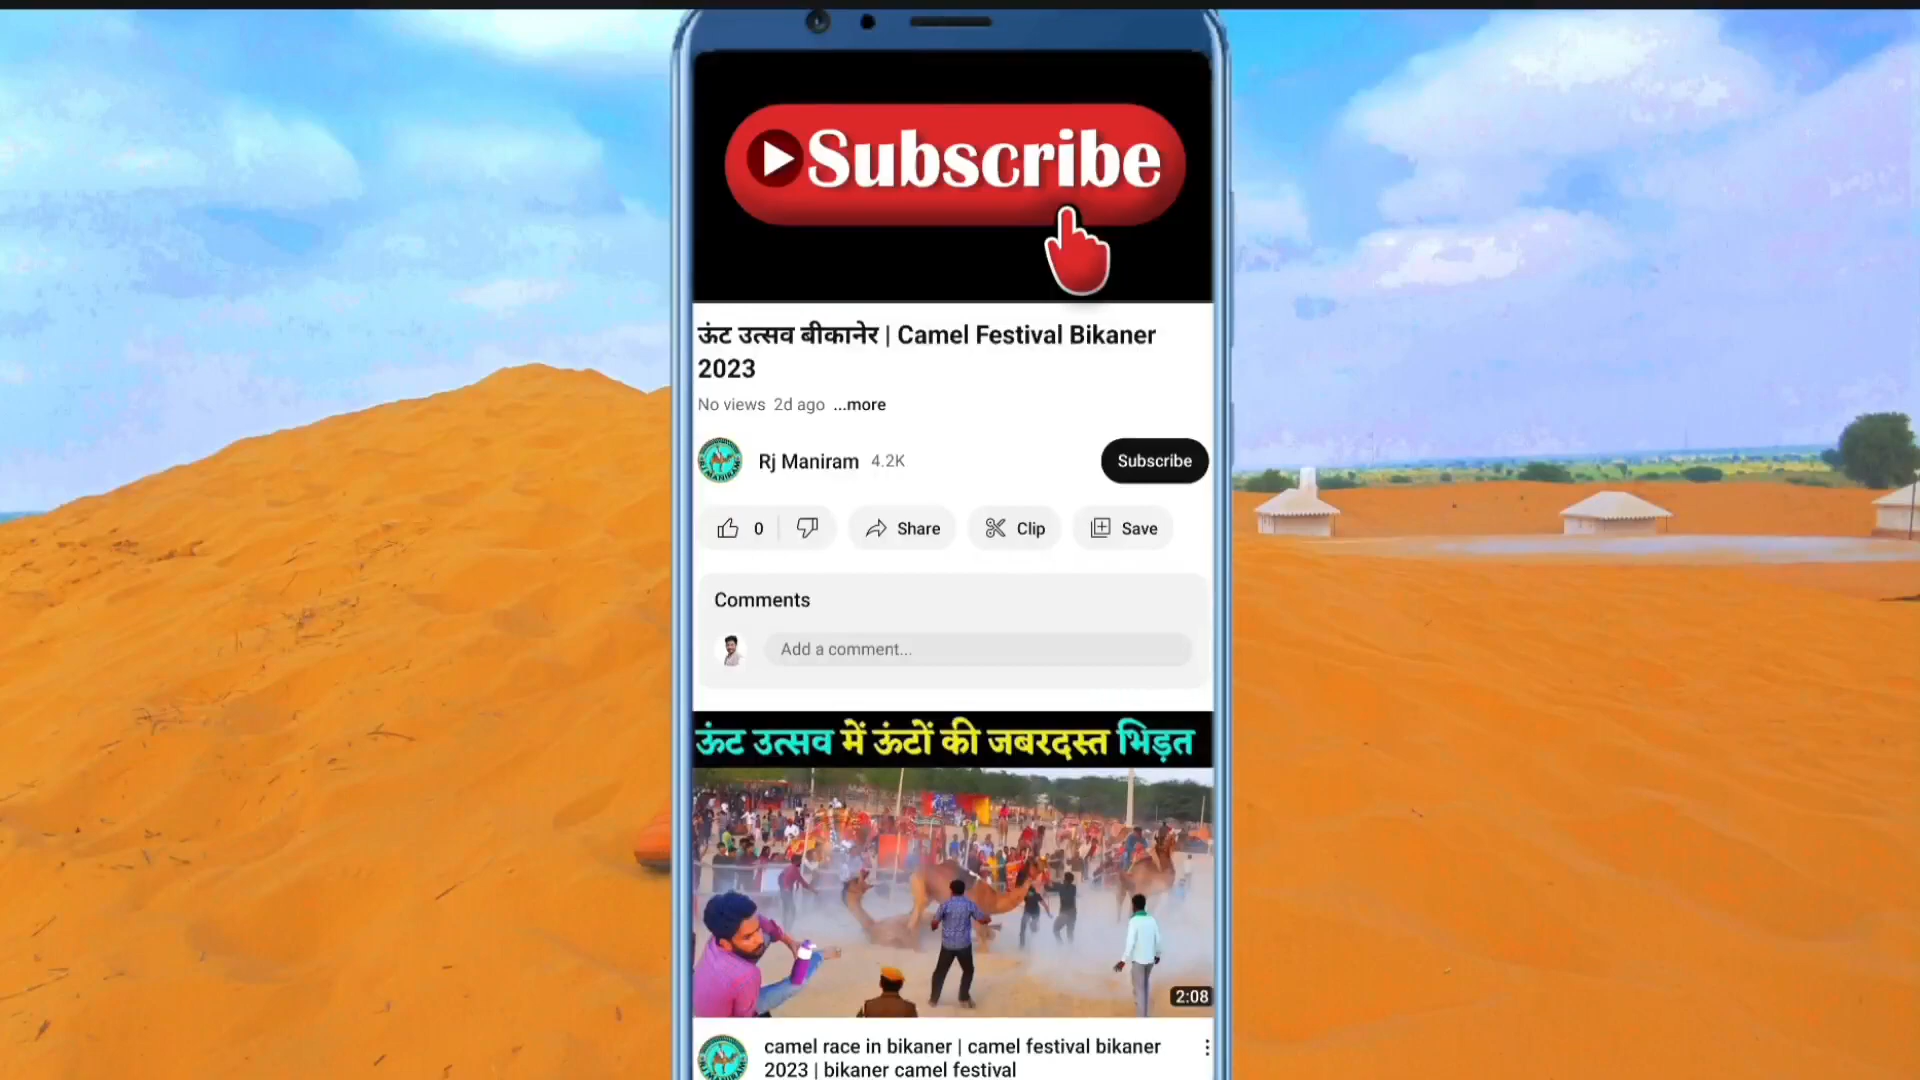 Subscribe
ऊंट उत्सव बीकानेर | Camel Festival Bikaner
2023
No views 2d ago ...more
Rj Maniram 4.2K
Subscribe
0 Share Clip Save
Comments
Add a comment...
ऊंट उत्सव में ऊंटों की जबरदस्त भिड़त
2:08
camel race in bikaner | camel festival bikaner
2023 | bikaner camel festival